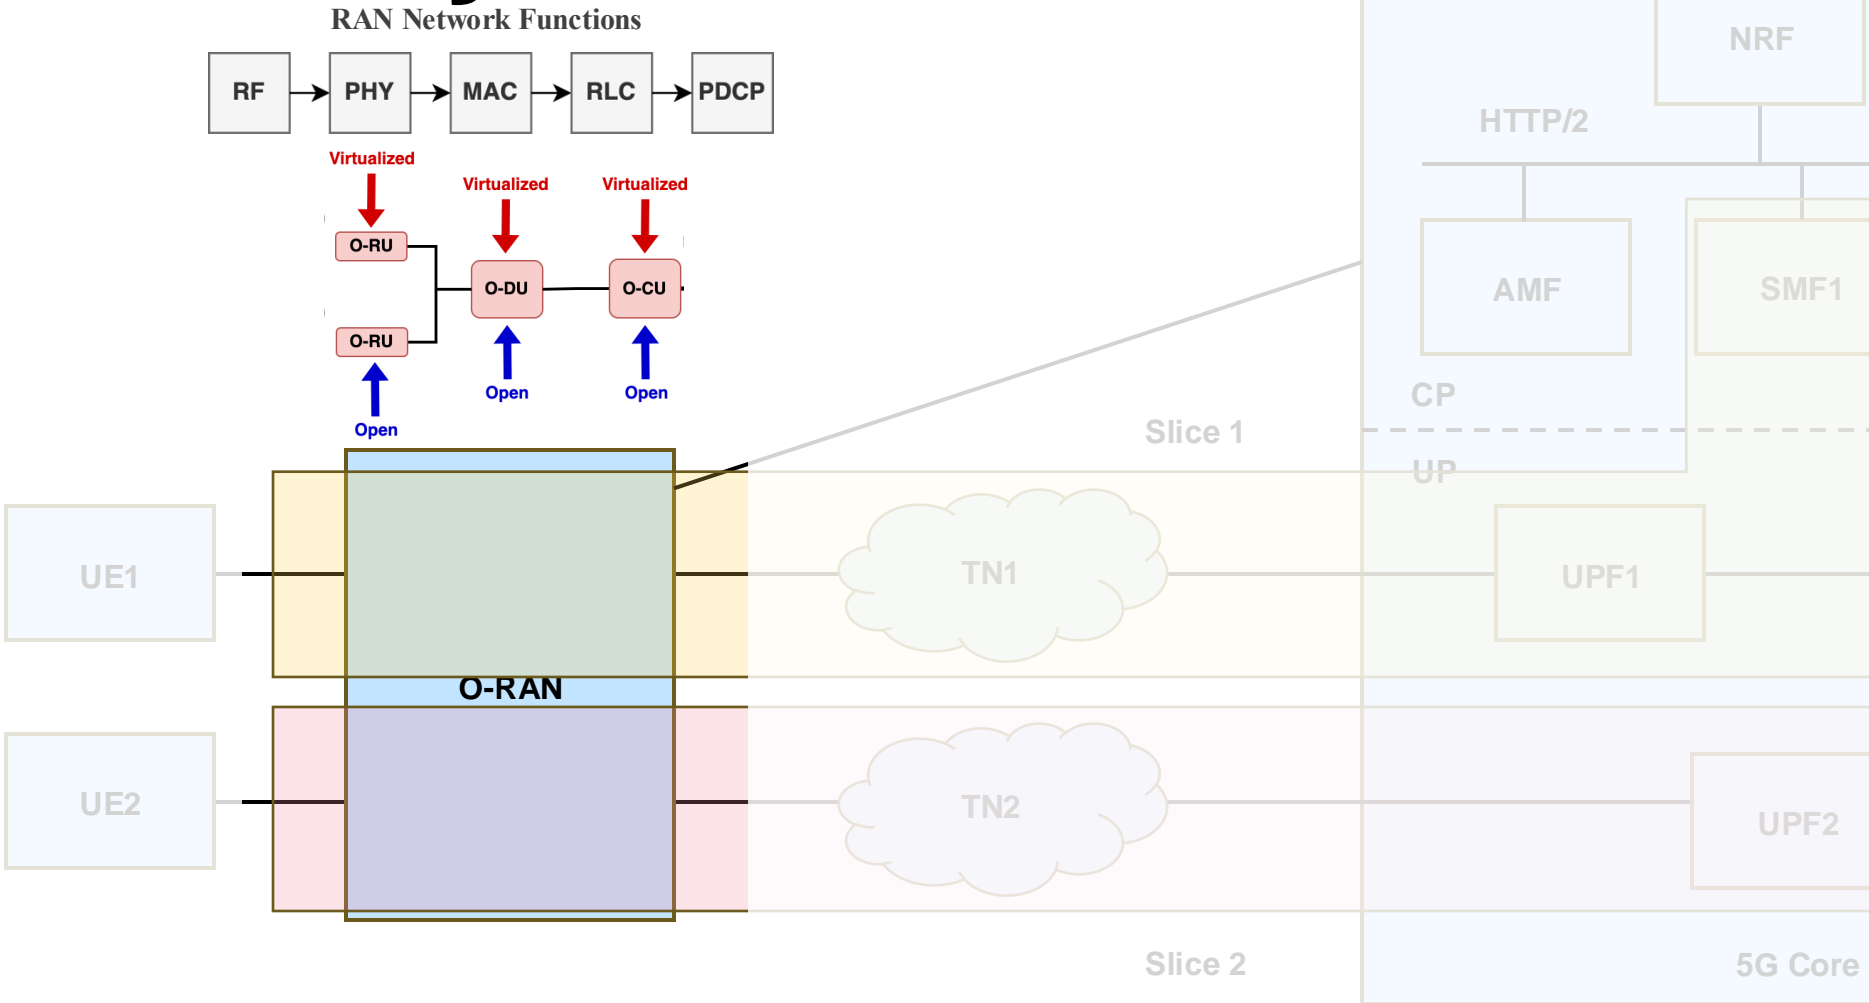 RAN Network Functions
RF
PHY
MAC
RLC
PDCP
Virtualized
Virtualized
Virtualized
O-RU
O-DU
O-CU
O-RU
Open
Open
Open
O-RAN
UE1
UE2
Slice 1
TN1
TN2
Slice 2
NRF
HTTP/2
AMF
SMF1
CP
UP
UPF1
UPF2
5G Core